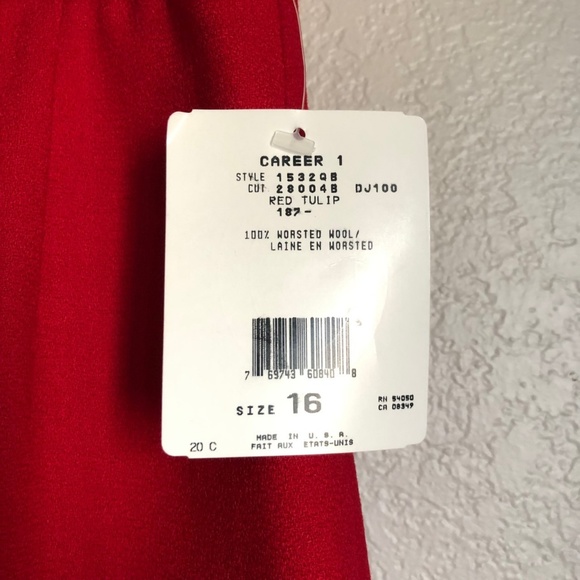 CAREER 1
STYLE 1532QB
CUT 28004B DJ100
RED TULIP
187-
100% WORSTED WOOL/
LAINE EN WORSTED
7 69743 60840 8
SIZE 16
RN 54050
CA 08549
MADE IN U.S.A.
FAIT AUX ETATS-UNIS
20 C